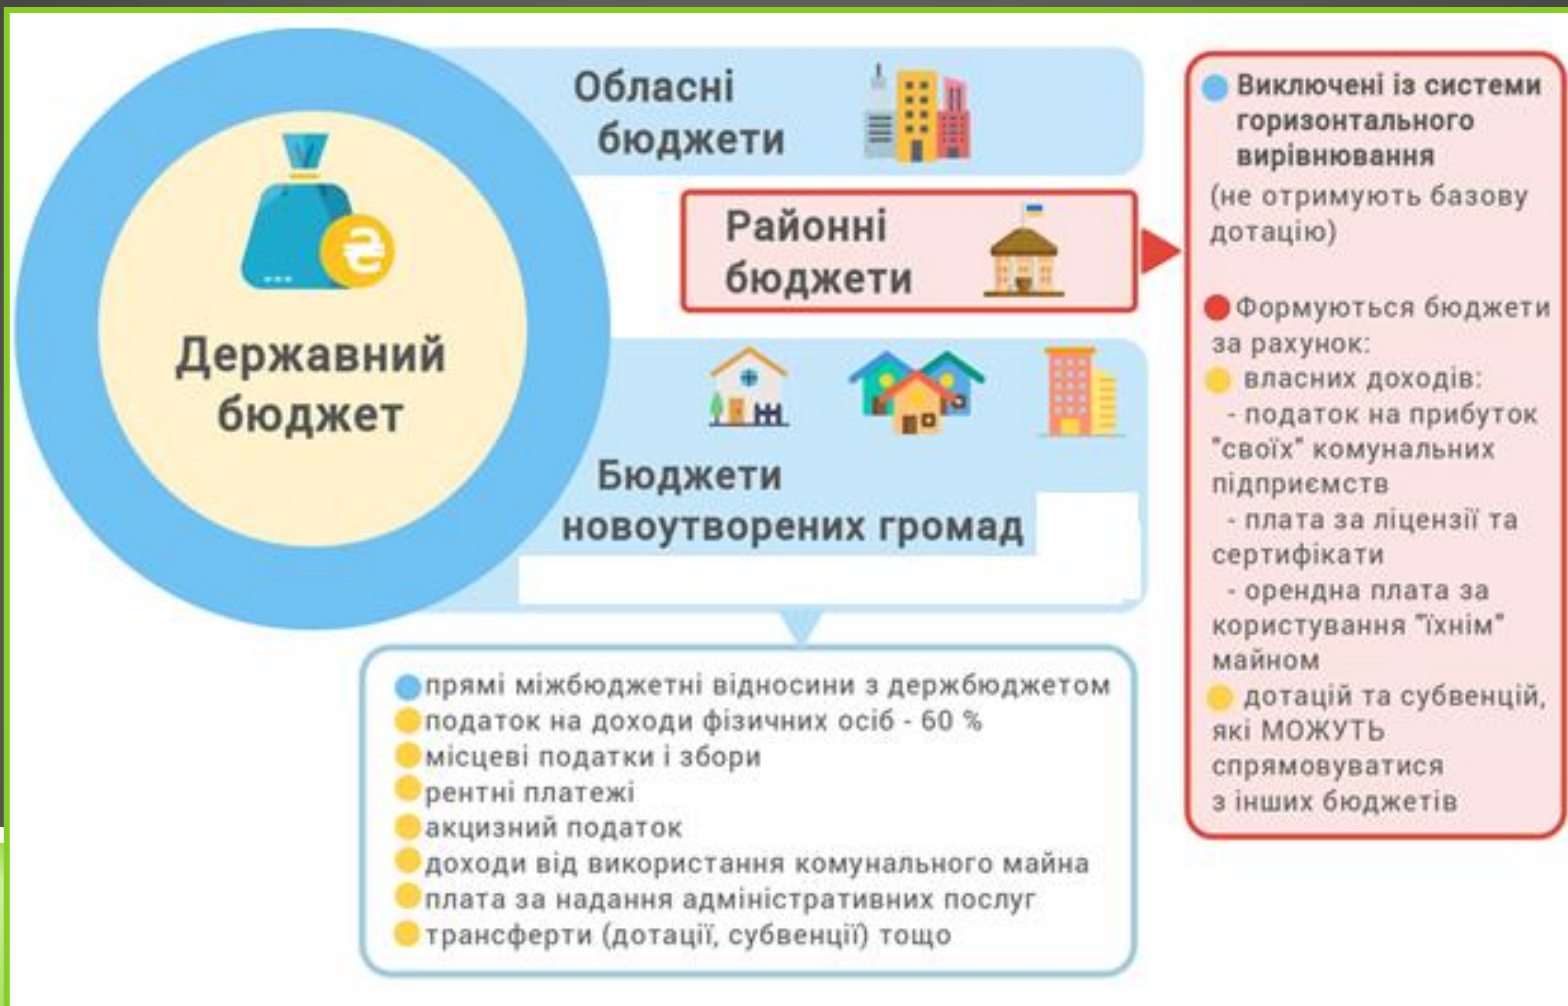 Державний
бюджет
Обласні
бюджети
Районні
бюджети
Бюджети
новоутворених громад
прямі міжбюджетні відносини з держбюджетом
податок на доходи фізичних осіб - 60 %
місцеві податки і збори
рентні платежі
акцизний податок
доходи від використання комунального майна
плата за надання адміністративних послуг
трансферти (дотації, субвенції) тощо
Виключені із системи
горизонтального
вирівнювання
(не отримують базову
дотацію)
Формуються бюджети
за рахунок:
власних доходів:
- податок на прибуток
"своїх" комунальних
підприємств
- плата за ліцензії та
сертифікати
- орендна плата за
користування "їхнім"
майном
дотацій та субвенцій,
які МОЖУТЬ
спрямовуватися
з інших бюджетів